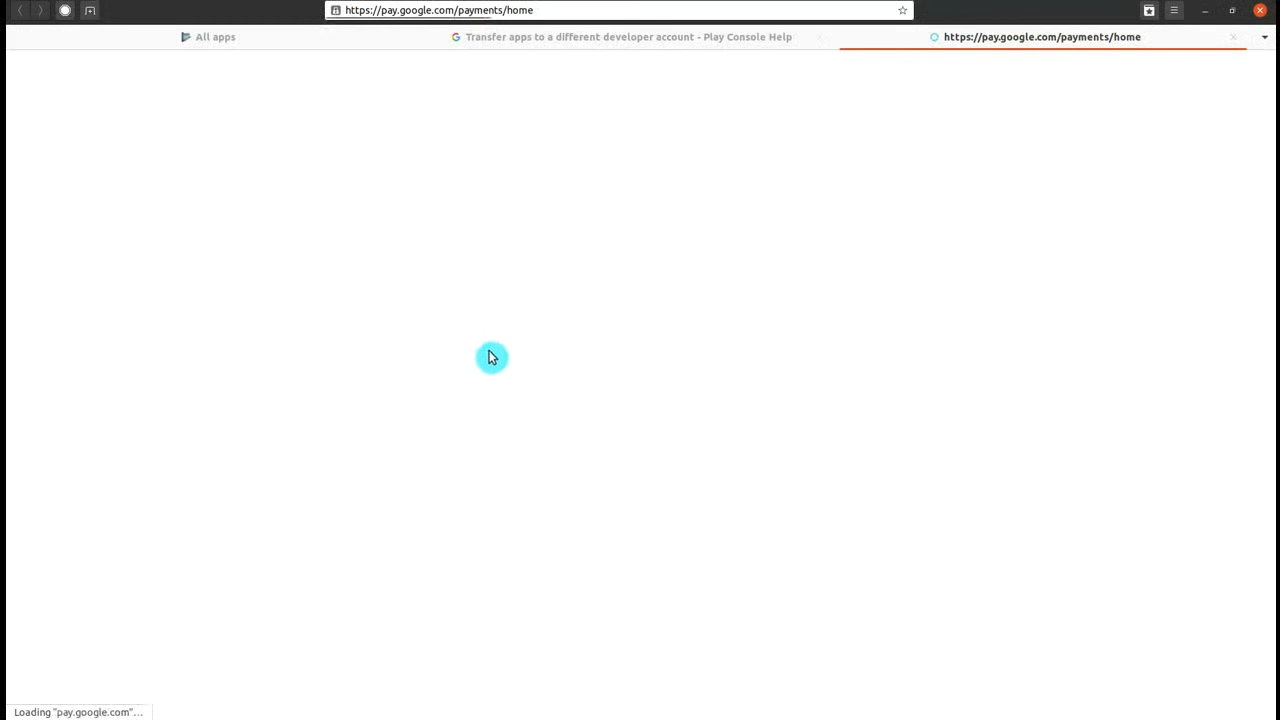 https://pay.google.com/payments/home
All apps
Transfer apps to a different developer account - Play Console Help
https://pay.google.com/payments/home
Loading "pay.google.com"…